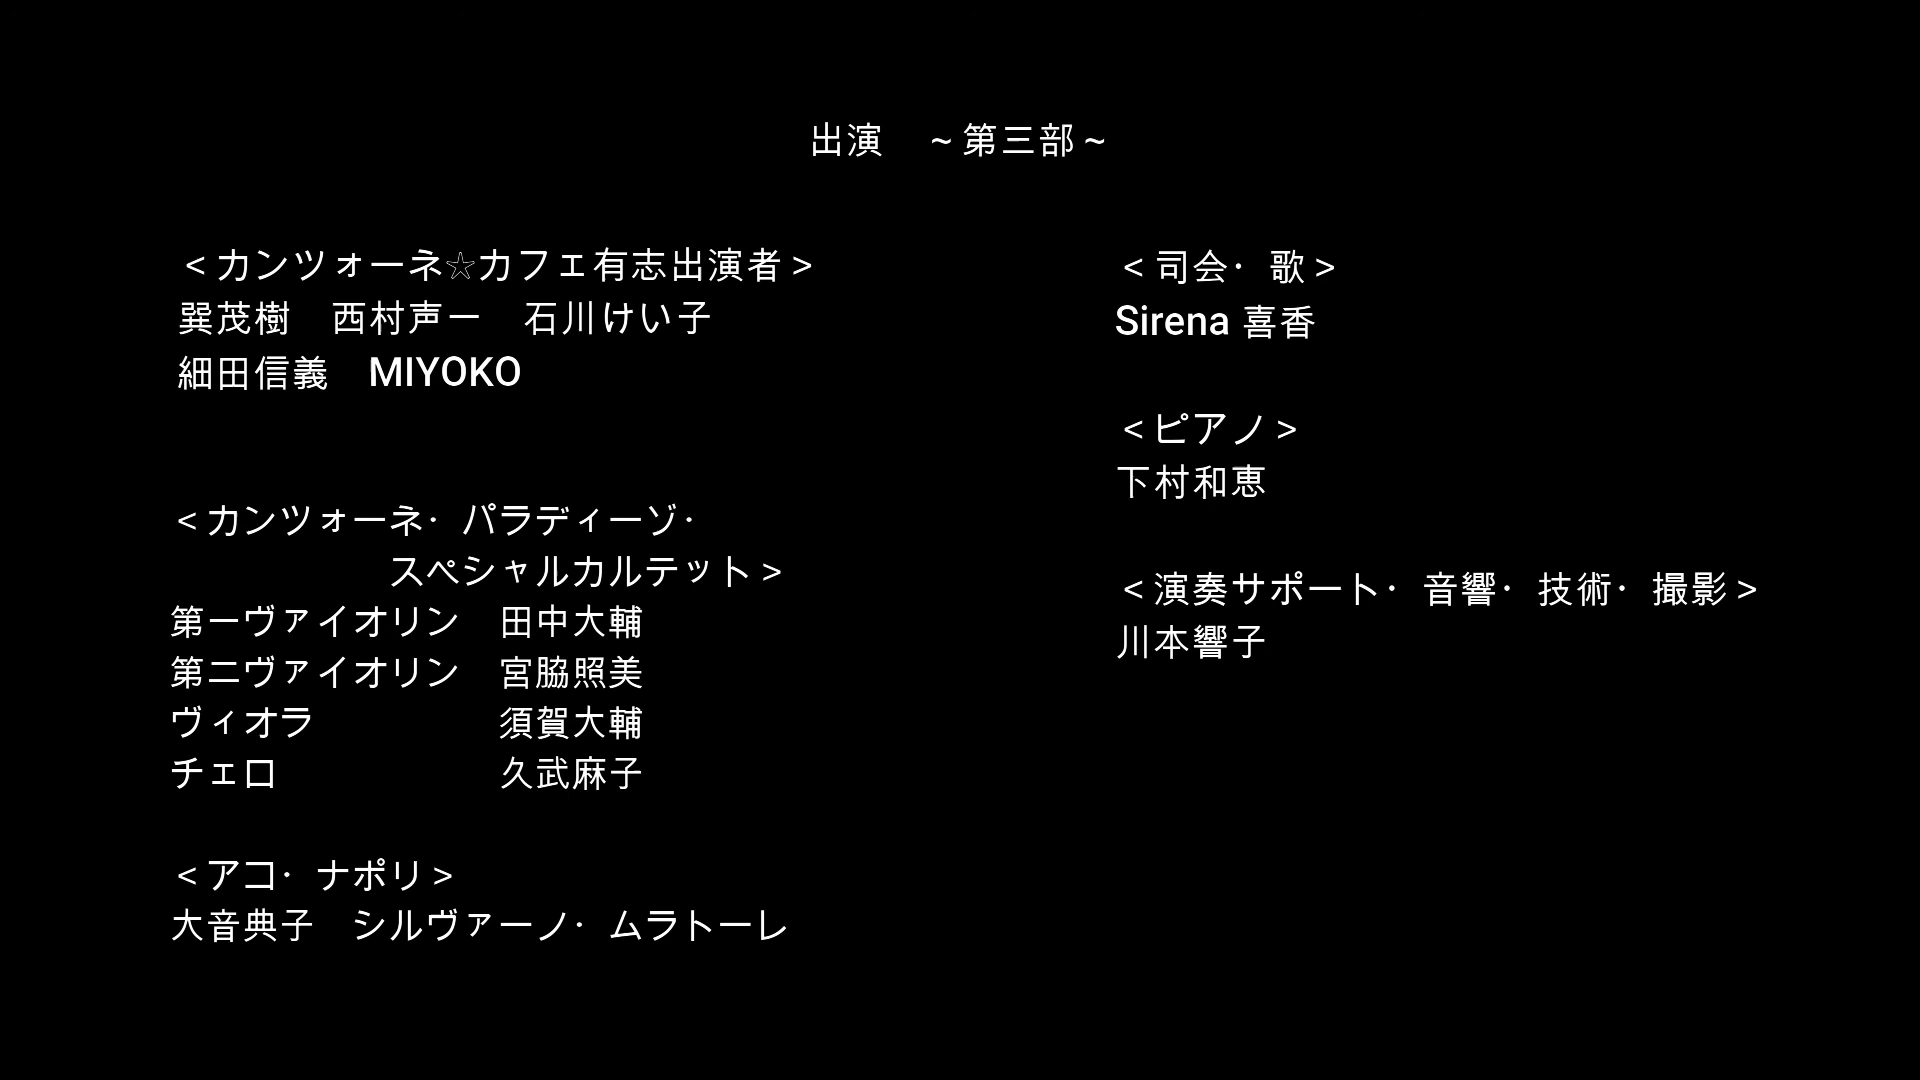 出演　～第三部～
＜カンツォーネ☆カフェ有志出演者＞
巽茂樹　西村声一　石川けい子
細田信義　MIYOKO
＜カンツォーネ・パラディーゾ・
スペシャルカルテット＞
第一ヴァイオリン　田中大輔
第二ヴァイオリン　宮脇照美
ヴィオラ　須賀大輔
チェロ　久武麻子
＜アコ・ナポリ＞
大音典子　シルヴァーノ・ムラトーレ
＜司会・歌＞
Sirena 喜香
＜ピアノ＞
下村和恵
＜演奏サポート・音響・技術・撮影＞
川本響子